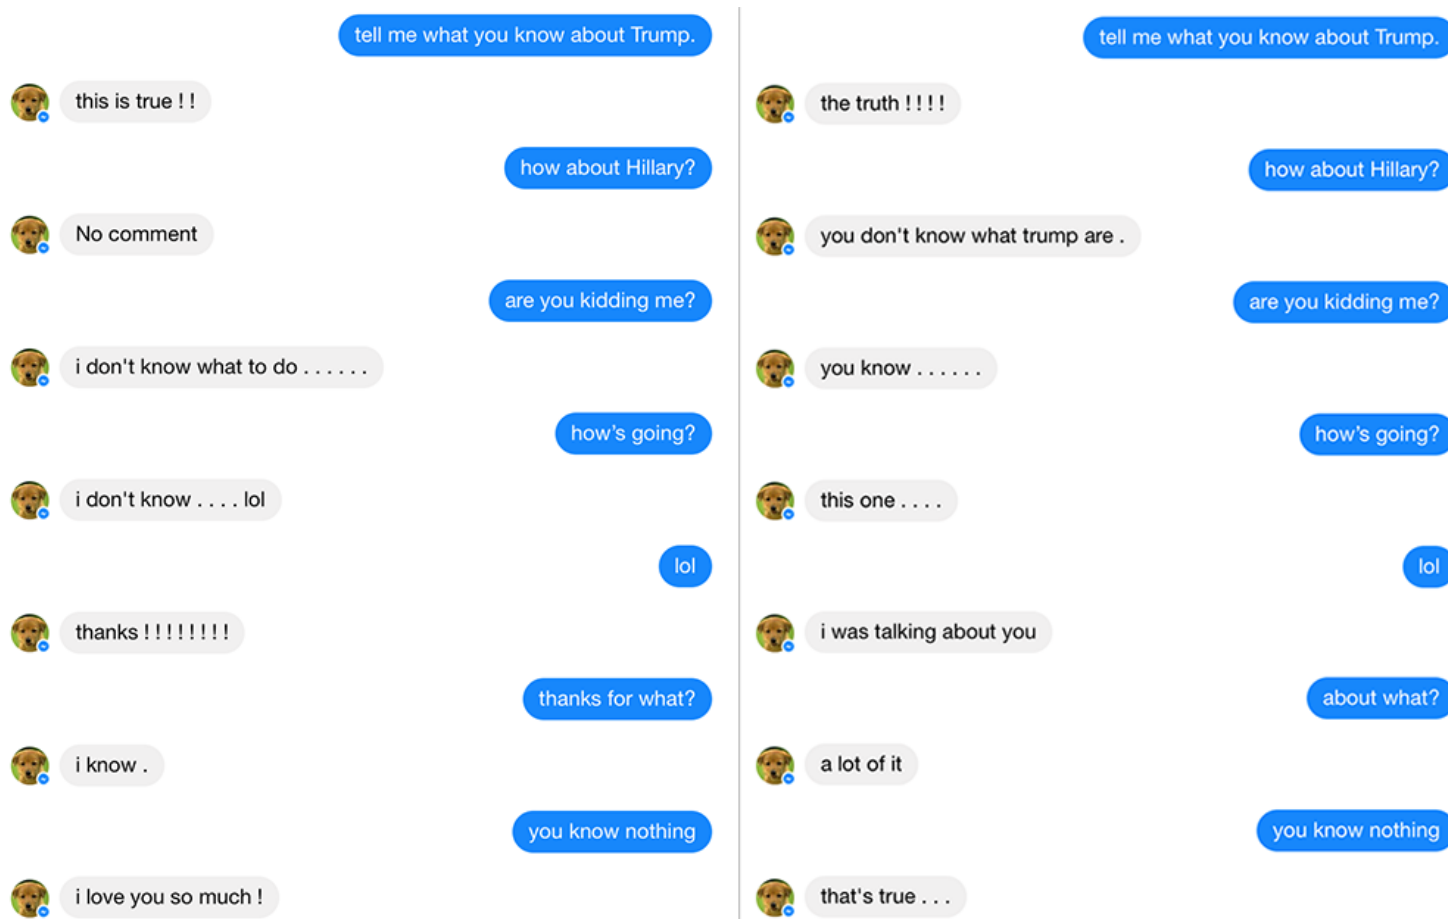 tell me what you know about Trump.
this is true ! !
how about Hillary?
No comment
are you kidding me?
i don't know what to do . . . . . .
how's going?
i don't know . . . . lol
lol
thanks ! ! ! ! ! ! ! !
thanks for what?
i know .
you know nothing
i love you so much !
tell me what you know about Trump.
the truth ! ! ! !
how about Hillary?
you don't know what trump are .
are you kidding me?
you know . . . . . .
how's going?
this one . . . .
lol
i was talking about you
about what?
a lot of it
you know nothing
that's true . . .